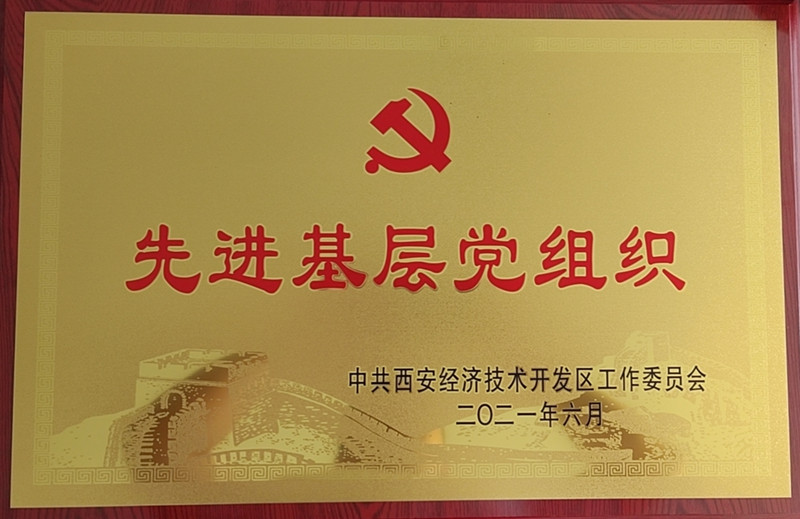 先进基层党组织
中共西安经济技术开发区工作委员会
二〇二一年六月